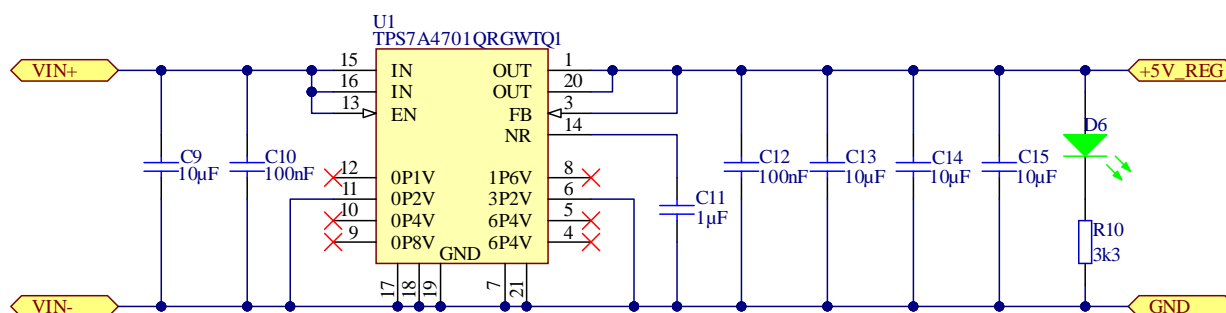 U1
TPS7A4701QRGWTQ1
VIN+
15
IN
OUT
1
+5V_REG
16
IN
OUT
20
13
EN
FB
3
NR
14
D6
C9
10µF
C10
100nF
C12
100nF
C13
10µF
C14
10µF
C15
10µF
12
0P1V
1P6V
8
11
0P2V
3P2V
6
C11
1µF
10
0P4V
6P4V
5
9
0P8V
6P4V
4
GND
R10
3k3
17
18
19
7
21
VIN-
GND